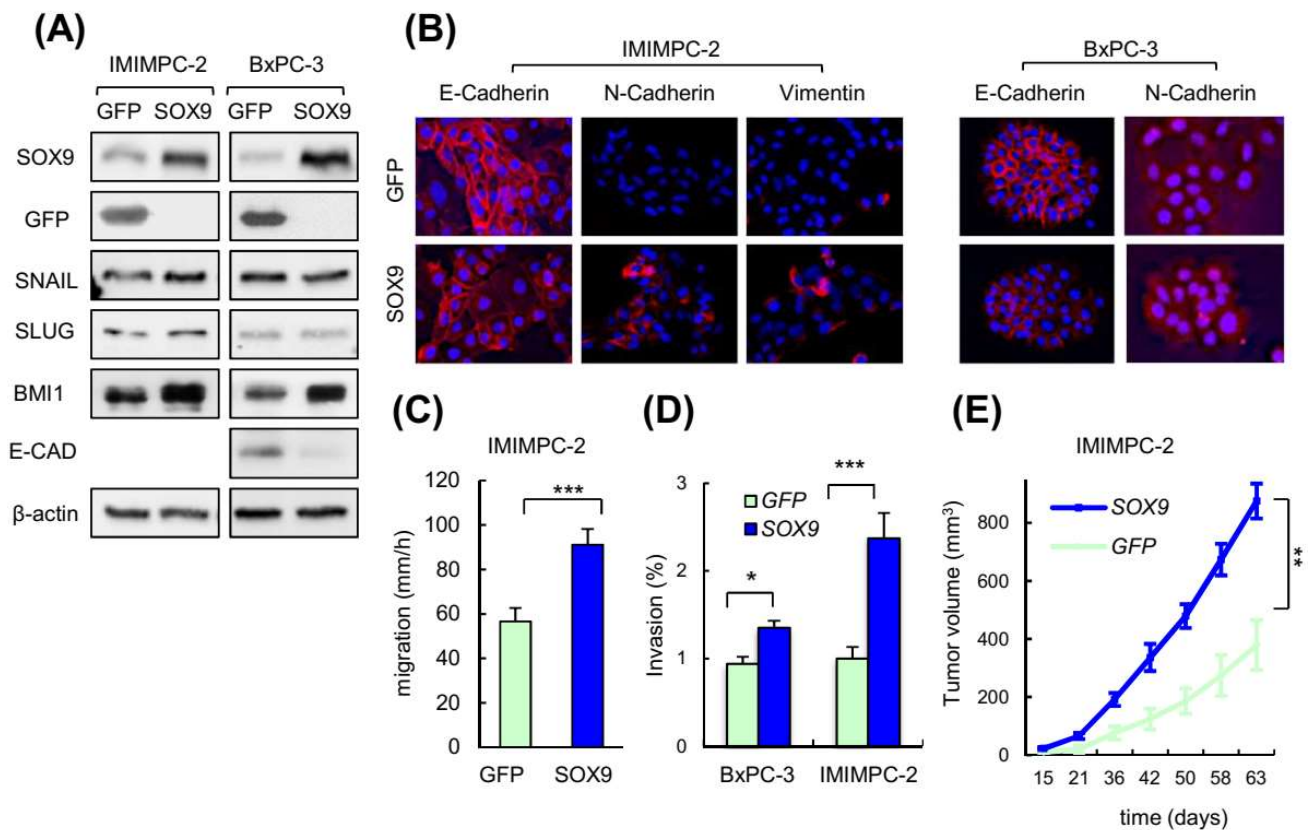 (A)
IMIMPC-2 BxPC-3
GFP SOX9 GFP SOX9
SOX9
GFP
SNAIL
SLUG
BMI1
E-CAD
β-actin
(B)
IMIMPC-2 BxPC-3
E-Cadherin N-Cadherin Vimentin E-Cadherin N-Cadherin
GFP
SOX9
(C)
IMIMPC-2
***
migration (mm/h)
120
100
80
60
40
20
0
GFP SOX9
(D)
***
GFP
SOX9
*
Invasion (%)
3
2
1
0
BxPC-3 IMIMPC-2
(E)
IMIMPC-2
SOX9
GFP
**
Tumor volume (mm³)
800
600
400
200
0
15 21 36 42 50 58 63
time (days)